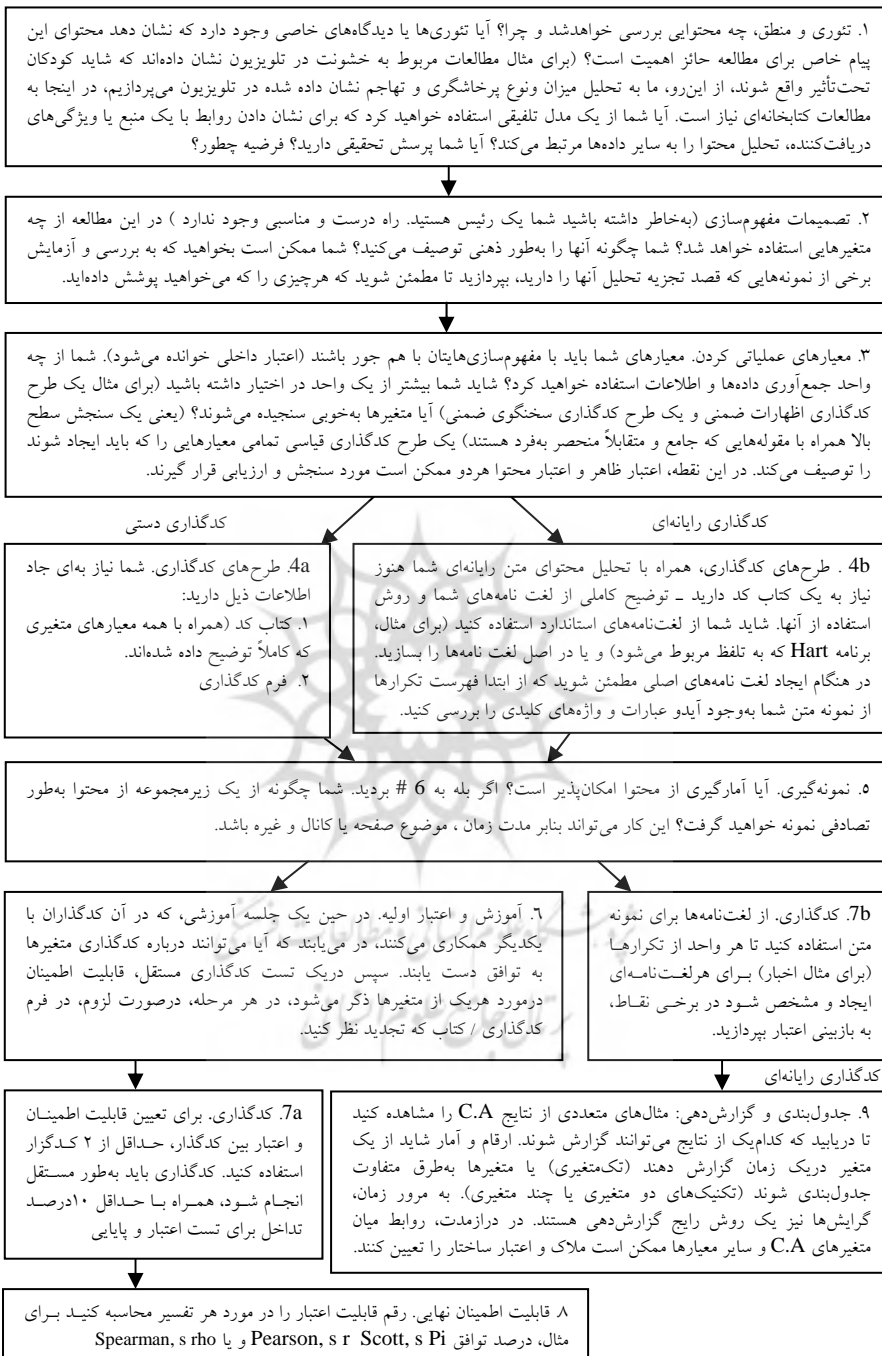 ۱. تئوری و منطق، چه محتوایی بررسی خواهدشد و چرا؟ آیا تئوری‌ها یا دیدگاه‌های خاصی وجود دارد که نشان دهد محتوای این
پیام خاص برای مطالعه حائز اهمیت است؟ (برای مثال مطالعات مربوط به خشونت در تلویزیون نشان داده‌اند که شاید کودکان
تحت‌تأثیر واقع شوند، از این‌رو، ما به تحلیل میزان ونوع پرخاشگری و تهاجم نشان داده شده در تلویزیون می‌پردازیم، در اینجا به
مطالعات کتابخانه‌ای نیاز است. آیا شما از یک مدل تلفیقی استفاده خواهید کرد که برای نشان دادن روابط با یک منبع یا ویژگی‌های
دریافت‌کننده، تحلیل محتوا را به سایر داده‌ها مرتبط می‌کند؟ آیا شما پرسش تحقیقی دارید؟ فرضیه چطور؟
۲. تصمیمات مفهوم‌سازی (به‌خاطر داشته باشید شما یک رئیس هستید. راه درست و مناسبی وجود ندارد ) در این مطالعه از چه
متغیرهایی استفاده خواهد شد؟ شما چگونه آنها را به‌طور ذهنی توصیف می‌کنید؟ شما ممکن است بخواهید که به بررسی و آزمایش
برخی از نمونه‌هایی که قصد تجزیه تحلیل آنها را دارید، بپردازید تا مطمئن شوید که هرچیزی را که می‌خواهید پوشش داده‌اید.
۳. معیارهای عملیاتی کردن. معیارهای شما باید با مفهوم‌سازی‌هایتان با هم جور باشند (اعتبار داخلی خوانده می‌شود). شما از چه
واحد جمع‌آوری داده‌ها و اطلاعات استفاده خواهید کرد؟ شاید شما بیشتر از یک واحد در اختیار داشته باشید (برای مثال یک طرح
کدگذاری اظهارات ضمنی و یک طرح کدگذاری سخنگوی ضمنی) آیا متغیرها به‌خوبی سنجیده می‌شوند؟ (یعنی یک سنجش سطح
بالا همراه با مقوله‌هایی که جامع و متقابلاً منحصر به‌فرد هستند) یک طرح کدگذاری قیاسی تمامی معیارهایی را که باید ایجاد شوند
را توصیف می‌کند. در این نقطه، اعتبار ظاهر و اعتبار محتوا هردو ممکن است مورد سنجش و ارزیابی قرار گیرند.
کدگذاری رایانه‌ای
کدگذاری دستی
4b . طرح‌های کدگذاری، همراه با تحلیل محتوای متن رایانه‌ای شما هنوز
نیاز به یک کتاب کد دارید ـ توضیح کاملی از لغت نامه‌های شما و روش
استفاده از آنها. شاید شما از لغت‌نامه‌های استاندارد استفاده کنید (برای مثال،
برنامه Hart که به تلفظ مربوط می‌شود) و یا در اصل لغت نامه‌ها را بسازید.
در هنگام ایجاد لغت نامه‌های اصلی مطمئن شوید که از ابتدا فهرست تکرارها
از نمونه متن شما به‌وجود آیدو عبارات و واژه‌های کلیدی را بررسی کنید.
4a. طرح‌های کدگذاری. شما نیاز به‌ای جاد
اطلاعات ذیل دارید:
۱. کتاب کد (همراه با همه معیارهای متغیری
که کاملاً توضیح داده شده‌اند.
۲. فرم کدگذاری
۵. نمونه‌گیری. آیا آمارگیری از محتوا امکان‌پذیر است؟ اگر بله به 6 # بردید. شما چگونه از یک زیرمجموعه از محتوا به‌طور
تصادفی نمونه خواهید گرفت؟ این کار می‌تواند بنابر مدت زمان ، موضوع صفحه یا کانال و غیره باشد.
7b. کدگذاری. از لغت‌نامه‌ها برای نمونه
متن استفاده کنید تا هر واحد از تکرارها
(برای مثال اخبار) برای هرلغت‌نامه‌ای
ایجاد و مشخص شود در برخی نقاط،
به بازبینی اعتبار بپردازید.
٦. آموزش و اعتبار اولیه. در حین یک جلسه آموزشی، که در آن کدگذاران با
یکدیگر همکاری می‌کنند، در می‌یابند که آیا می‌توانند درباره کدگذاری متغیرها
به توافق دست یابند. سپس دریک تست کدگذاری مستقل، قابلیت اطمینان
درمورد هریک از متغیرها ذکر می‌شود، در هر مرحله، درصورت لزوم، در فرم
کدگذاری / کتاب که تجدید نظر کنید.
کدگذاری رایانه‌ای
۹. جدول‌بندی و گزارش‌دهی: مثال‌های متعددی از نتایج C.A را مشاهده کنید
تا دریابید که کدام‌یک از نتایج می‌توانند گزارش شوند. ارقام و آمار شاید از یک
متغیر دریک زمان گزارش دهند (تک‌متغیری) یا متغیرها به‌طرق متفاوت
جدول‌بندی شوند (تکنیک‌های دو متغیری یا چند متغیری). به مرور زمان،
گرایش‌ها نیز یک روش رایج گزارش‌دهی هستند. در درازمدت، روابط میان
متغیرهای C.A و سایر معیارها ممکن است ملاک و اعتبار ساختار را تعیین کنند.
7a. کدگذاری. برای تعیین قابلیت اطمینان
و اعتبار بین کدگذار، حداقل از ۲ کدگزار
استفاده کنید. کدگذاری باید به‌طور مستقل
انجام شود، همراه با حداقل ۱۰درصد
تداخل برای تست اعتبار و پایایی
۸ قابلیت اطمینان نهایی. رقم قابلیت اعتبار را در مورد هر تفسیر محاسبه کنید برای
مثال، درصد توافق Pearson, s r Scott, s Pi و یا Spearman, s rho
پژوهشگاه علوم انسانی و مطالعات فرهنگی
پرتال جامع علوم انسانی